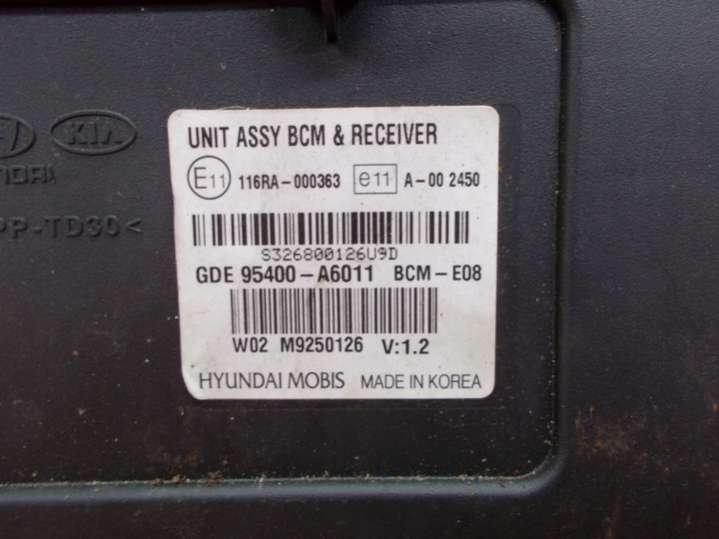 UNIT ASSY BCM & RECEIVER
E11 116RA-000363 e11 A-00 2450
S326800126U9D
GDE 95400-A6011 BCM-E08
W02 M9250126 V:1.2
HYUNDAI MOBIS MADE IN KOREA
KIA
PP-TD30<